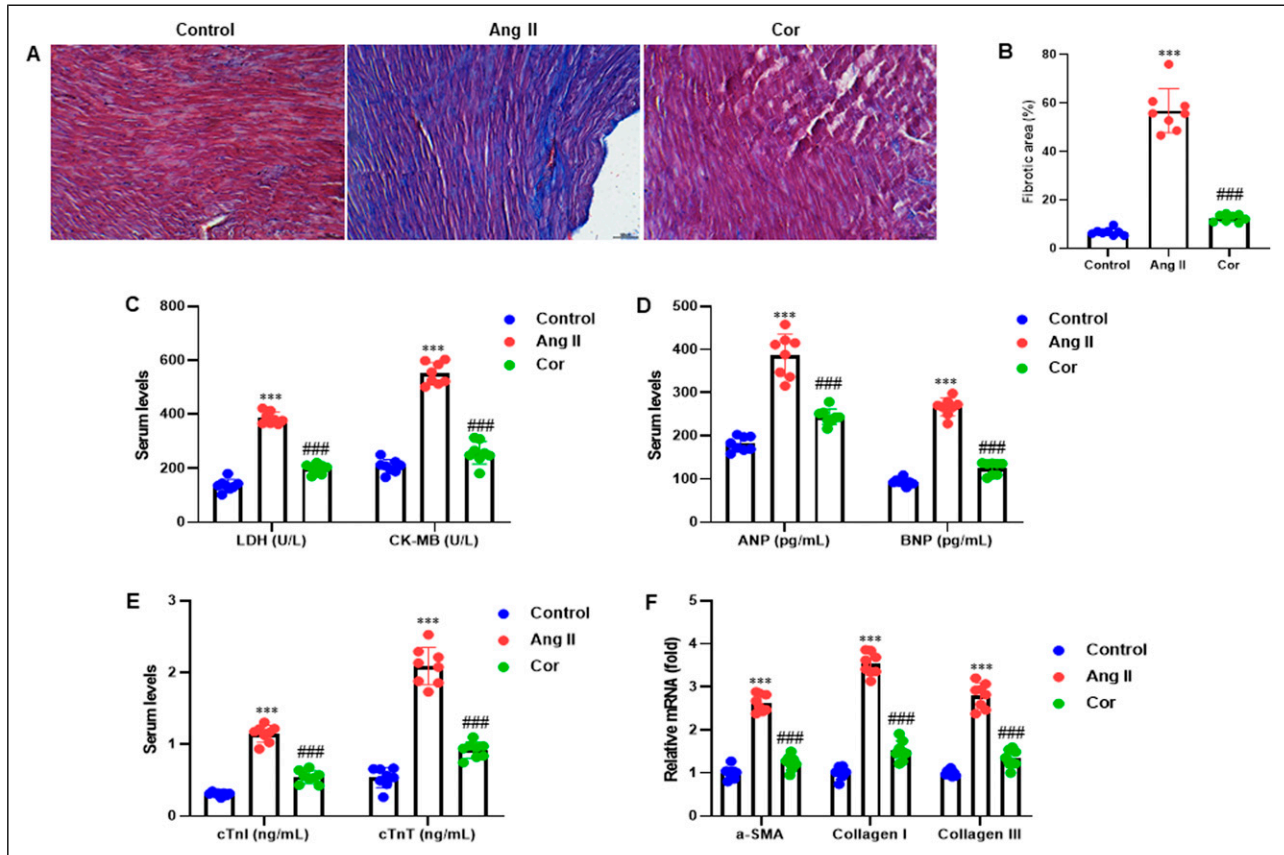 Control Ang II Cor
A
B
Fibrotic area (%)
80
60
40
20
0
***
###
Control Ang II Cor
C
Serum levels
800
600
400
200
0
***
###
***
###
LDH (U/L) CK-MB (U/L)
Control
Ang II
Cor
D
Serum levels
500
400
300
200
100
0
***
###
***
###
ANP (pg/mL) BNP (pg/mL)
Control
Ang II
Cor
E
Serum levels
3
2
1
0
***
###
***
###
cTnI (ng/mL) cTnT (ng/mL)
Control
Ang II
Cor
F
Relative mRNA (fold)
5
4
3
2
1
0
***
###
***
###
***
###
a-SMA Collagen I Collagen III
Control
Ang II
Cor